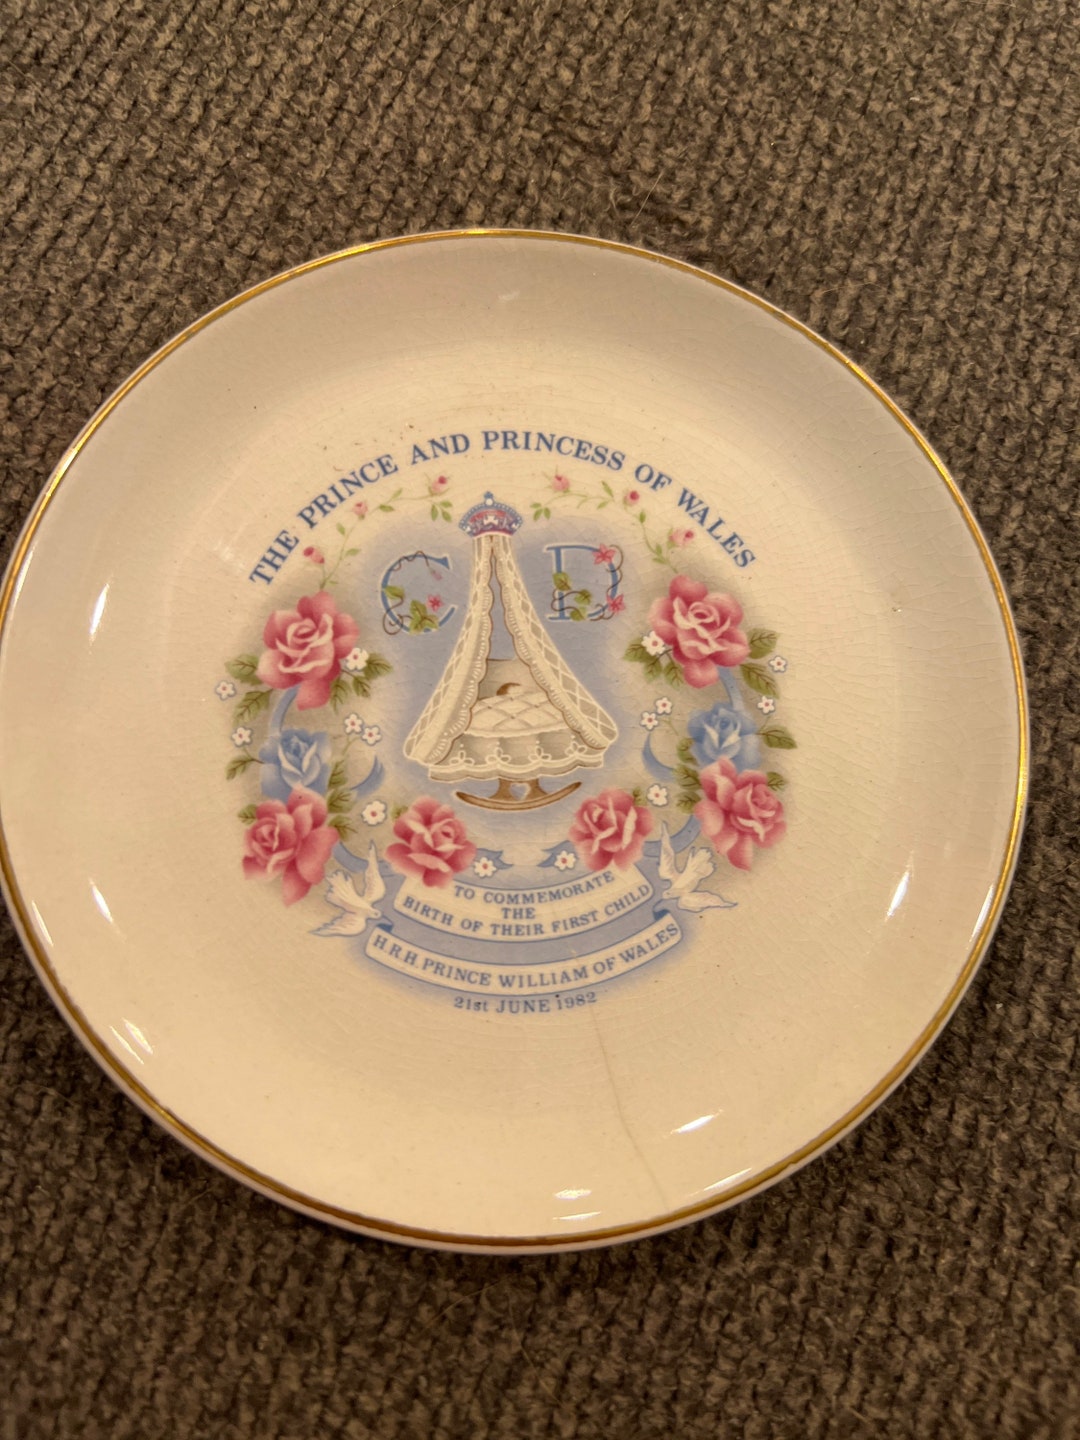 THE PRINCE AND PRINCESS OF WALES
C D
TO COMMEMORATE
THE
BIRTH OF THEIR FIRST CHILD
H.R.H PRINCE WILLIAM OF WALES
21st JUNE 1982